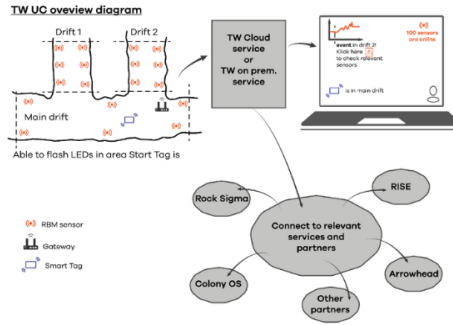 TW UC oveview diagram
Drift 1
Drift 2
Main drift
Able to flash LEDs in area Start Tag is
RBM sensor
Gateway
Smart Tag
TW Cloud
service
or
TW on prem.
service
event in drift 2!
Click here
to check relevent
sensors
100 sensors
are online
is in main drift
Rock Sigma
RISE
Connect to relevant
services and
partners
Colony OS
Other
partners
Arrowhead